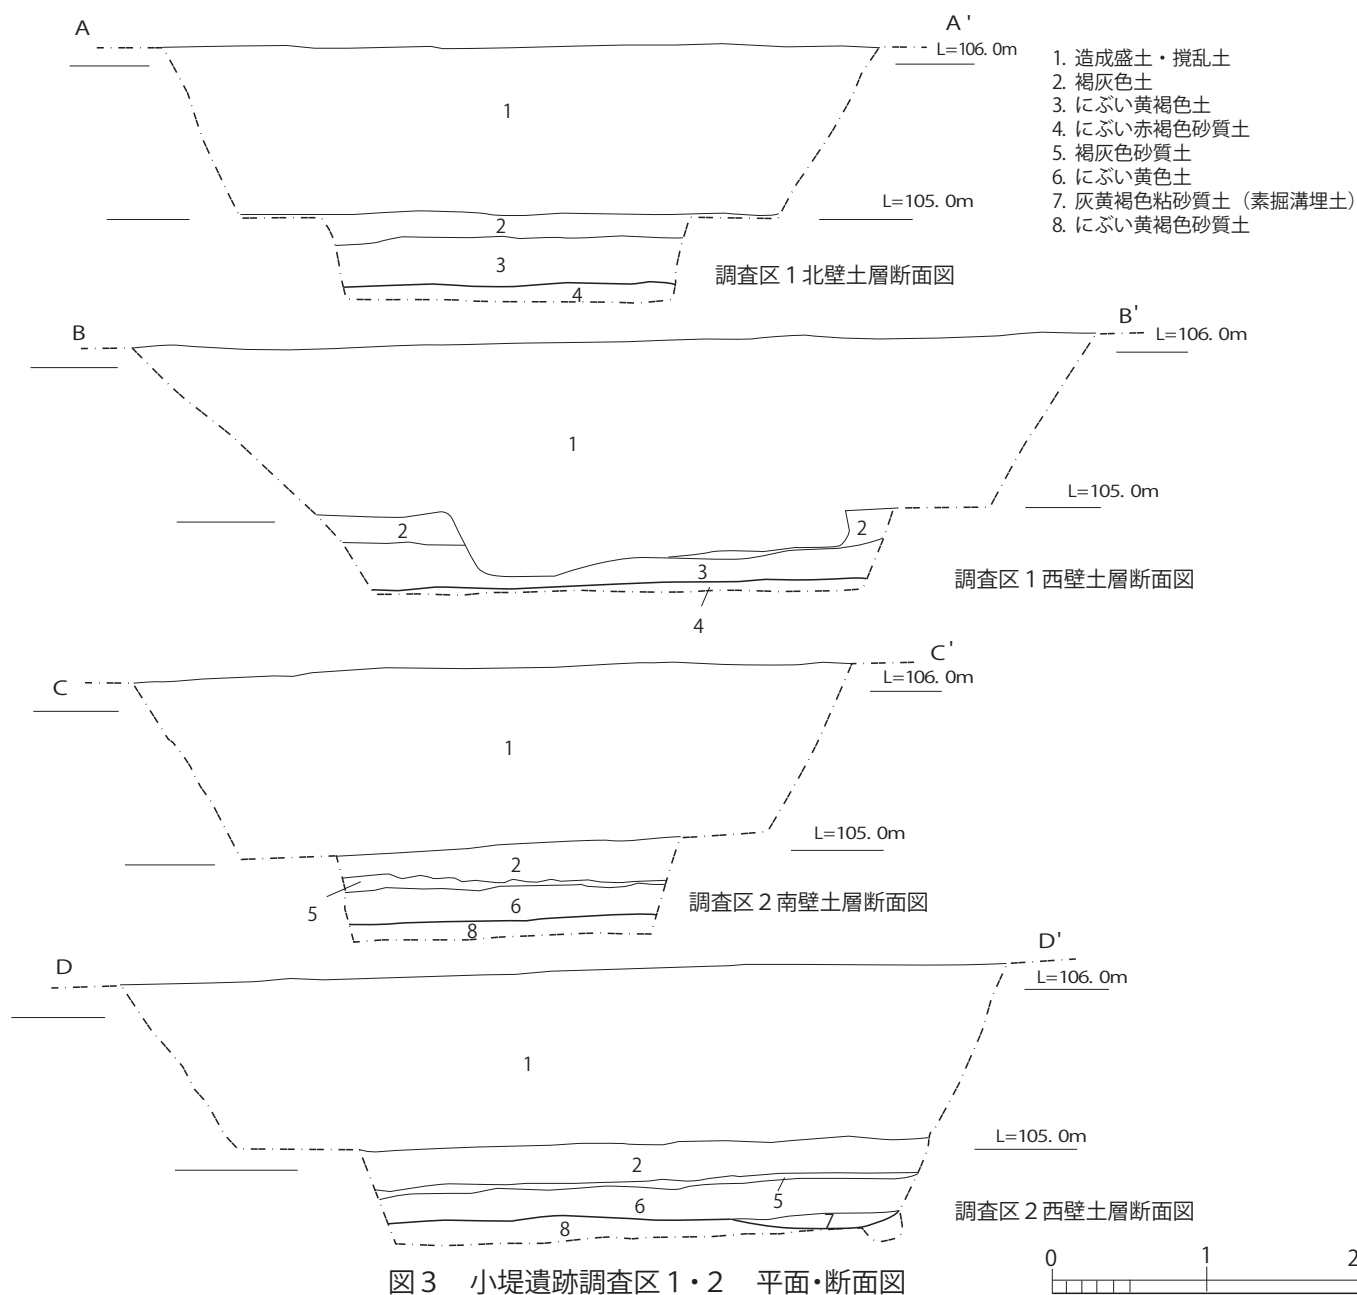 A
A'
L=106. 0m
1. 造成盛土・撹乱土
2. 褐灰色土
3. にぶい黄褐色土
4. にぶい赤褐色砂質土
5. 褐灰色砂質土
6. にぶい黄色土
7. 灰黄褐色粘砂質土（素掘溝埋土）
8. にぶい黄褐色砂質土
1
L=105. 0m
2
3
4
調査区1北壁土層断面図
B
B'
L=106. 0m
1
L=105. 0m
2
2
3
4
調査区1西壁土層断面図
C
C'
L=106. 0m
1
L=105. 0m
2
5
6
8
調査区2南壁土層断面図
D
D'
L=106. 0m
1
L=105. 0m
2
5
6
7
8
調査区2西壁土層断面図
0 1 2
図3 小堤遺跡調査区1・2 平面・断面図